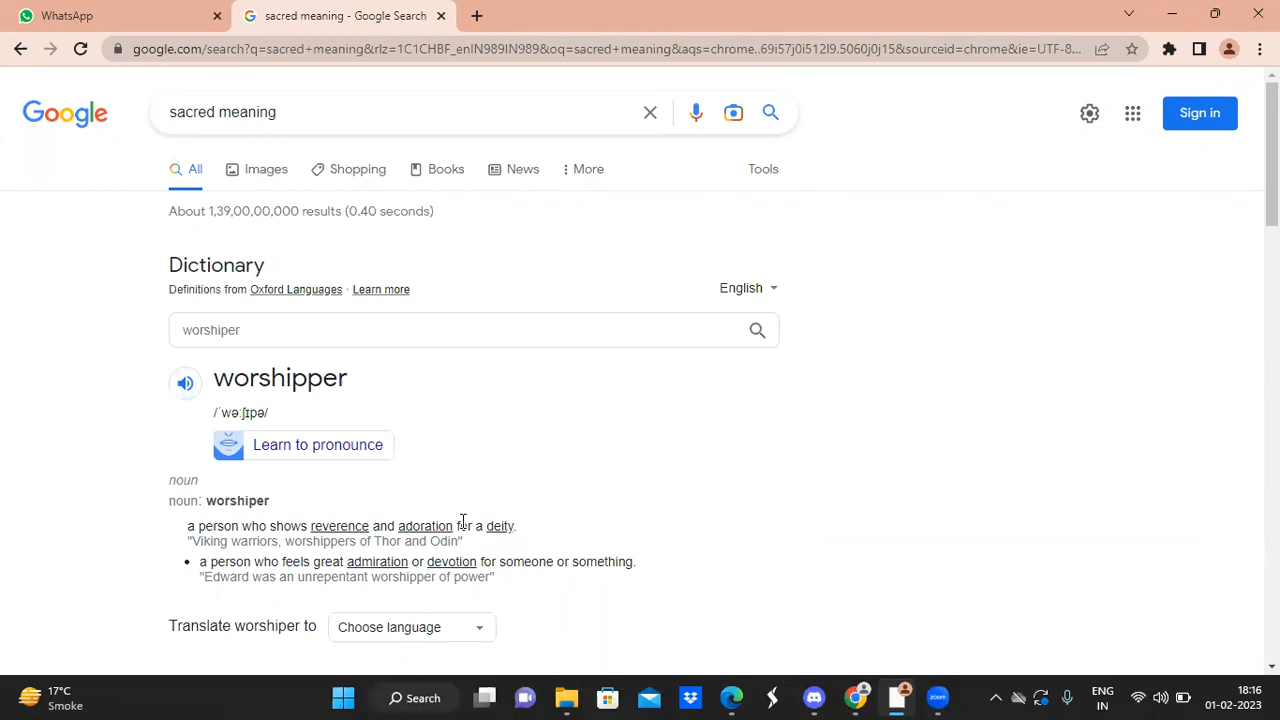 WhatsApp
sacred meaning - Google Search
google.com/search?q=sacred+meaning&rlz=1C1CHBF_enIN989IN989&oq=sacred+meaning&aqs=chrome..69i57j0i512l9.5060j0j15&sourceid=chrome&ie=UTF-8...
Google
sacred meaning
Sign in
All
Images
Shopping
Books
News
More
Tools
About 1,39,00,00,000 results (0.40 seconds)
Dictionary
Definitions from Oxford Languages · Learn more
English
worshiper
worshipper
/ˈwəːʃɪpə/
Learn to pronounce
noun
noun: worshiper
a person who shows reverence and adoration for a deity.
"Viking warriors, worshippers of Thor and Odin"
• a person who feels great admiration or devotion for someone or something.
"Edward was an unrepentant worshipper of power"
Translate worshiper to
Choose language
17°C
Smoke
Search
zoom
ENG
IN
18:16
01-02-2023